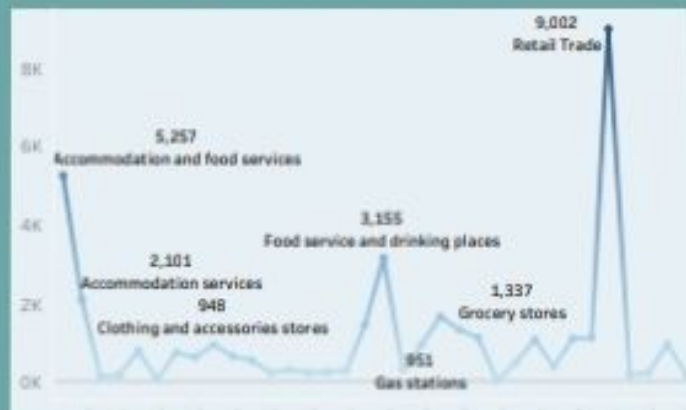 9,002
Retail Trade
8K
5,257
Accommodation and food services
6K
3,155
Food service and drinking places
4K
2,101
Accommodation services
948
Clothing and accessories stores
1,337
Grocery stores
2K
951
Gas stations
0K